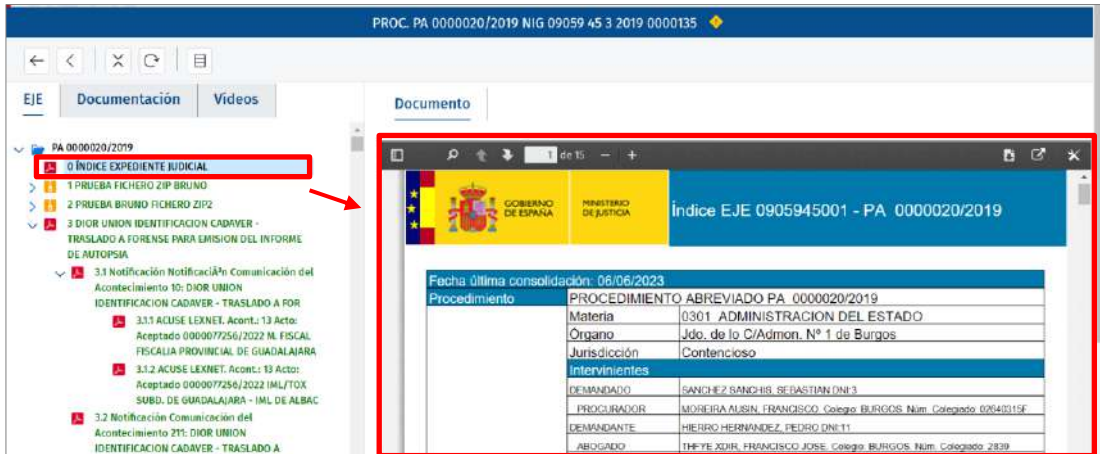 PROC. PA 0000020/2019 NIG 09059 45 3 2019 0000135
EJE Documentación Vídeos
Documento
PA 0000020/2019
0 ÍNDICE EXPEDIENTE JUDICIAL
1 PRUEBA FICHERO ZIP BRUNO
2 PRUEBA BRUNO FICHERO ZIP2
3 DIOR UNION IDENTIFICACION CADAVER -
TRASLADO A FORENSE PARA EMISION DEL INFORME
DE AUTOPSIA
3.1 Notificación NotificaciÃ³n Comunicación del
Acontecimiento 10: DIOR UNION
IDENTIFICACION CADAVER - TRASLADO A FOR
3.1.1 ACUSE LEXNET. Acont.: 13 Acto:
Aceptado 0000077256/2022 M. FISCAL
FISCALIA PROVINCIAL DE GUADALAJARA
3.1.2 ACUSE LEXNET. Acont.: 13 Acto:
Aceptado 0000077256/2022 IML/TOX
SUBD. DE GUADALAJARA - IML DE ALBAC
3.2 Notificación Comunicación del
Acontecimiento 211: DIOR UNION
IDENTIFICACION CADAVER - TRASLADO A
1 de 15
GOBIERNO
DE ESPAÑA
MINISTERIO
DE JUSTICIA
Índice EJE 0905945001 - PA 0000020/2019
Fecha última consolidación: 06/06/2023
Procedimiento PROCEDIMIENTO ABREVIADO PA 0000020/2019
Materia 0301 ADMINISTRACION DEL ESTADO
Órgano Jdo. de lo C/Admon. Nº 1 de Burgos
Jurisdicción Contencioso
Intervinientes
DEMANDADO SANCHEZ SANCHIS, SEBASTIAN DNI:3
PROCURADOR MOREIRA AUSIN, FRANCISCO. Colegio: BURGOS. Núm. Colegiado: 02640315F
DEMANDANTE HIERRO HERNANDEZ, PEDRO DNI:11
ABOGADO XDIR, FRANCISCO JOSE. Colegio: BURGOS. Núm. Colegiado: 2839